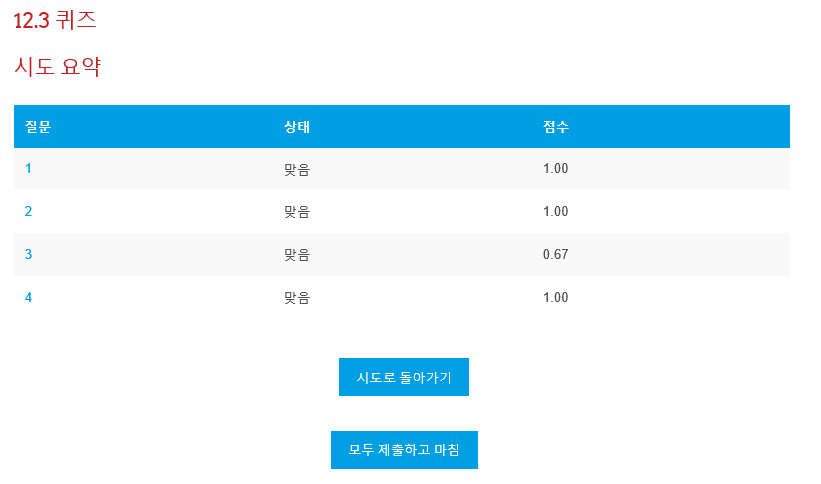 12.3 퀴즈
시도 요약
질문 상태 점수
1 맞음 1.00
2 맞음 1.00
3 맞음 0.67
4 맞음 1.00
시도로 돌아가기
모두 제출하고 마침